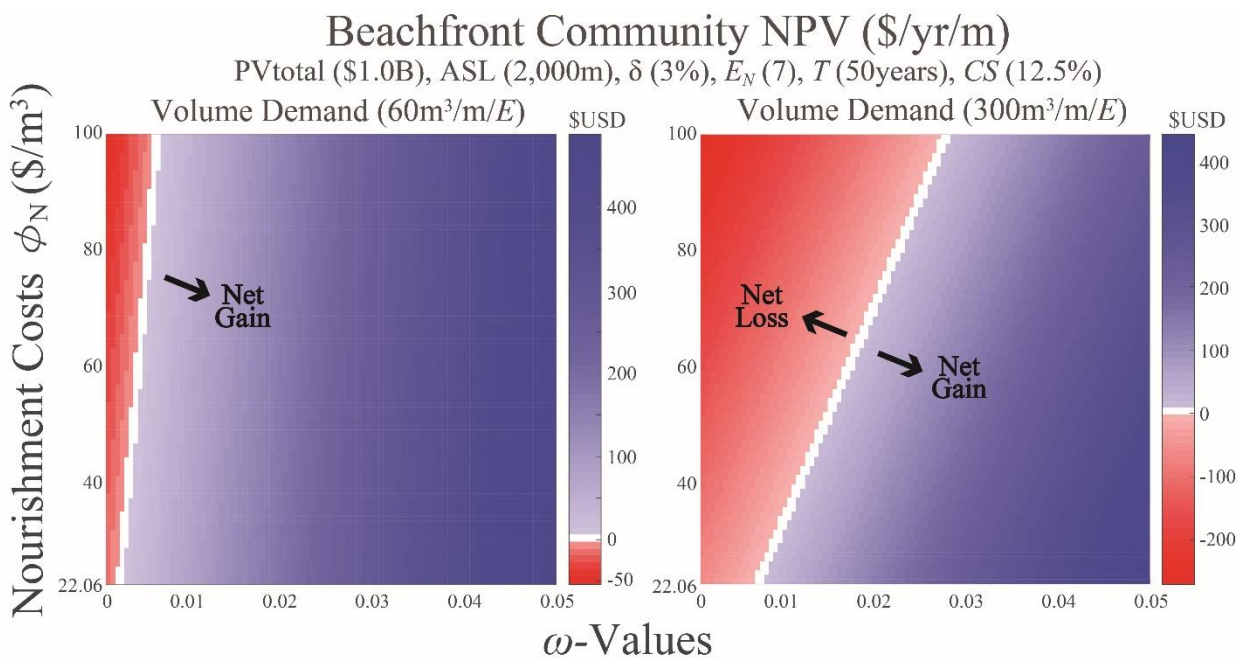 Beachfront Community NPV ($/yr/m)
PVtotal ($1.0B), ASL (2,000m), δ (3%), E_N (7), T (50years), CS (12.5%)
Volume Demand (60m³/m/E)
$USD
Volume Demand (300m³/m/E)
$USD
Nourishment Costs ϕ_N ($/m³)
100
80
60
40
22.06
0
0.01
0.02
0.03
0.04
0.05
Net
Gain
400
300
200
100
0
-50
100
80
60
40
22.06
0
0.01
0.02
0.03
0.04
0.05
Net
Loss
Net
Gain
400
300
200
100
0
-100
-200
ω-Values